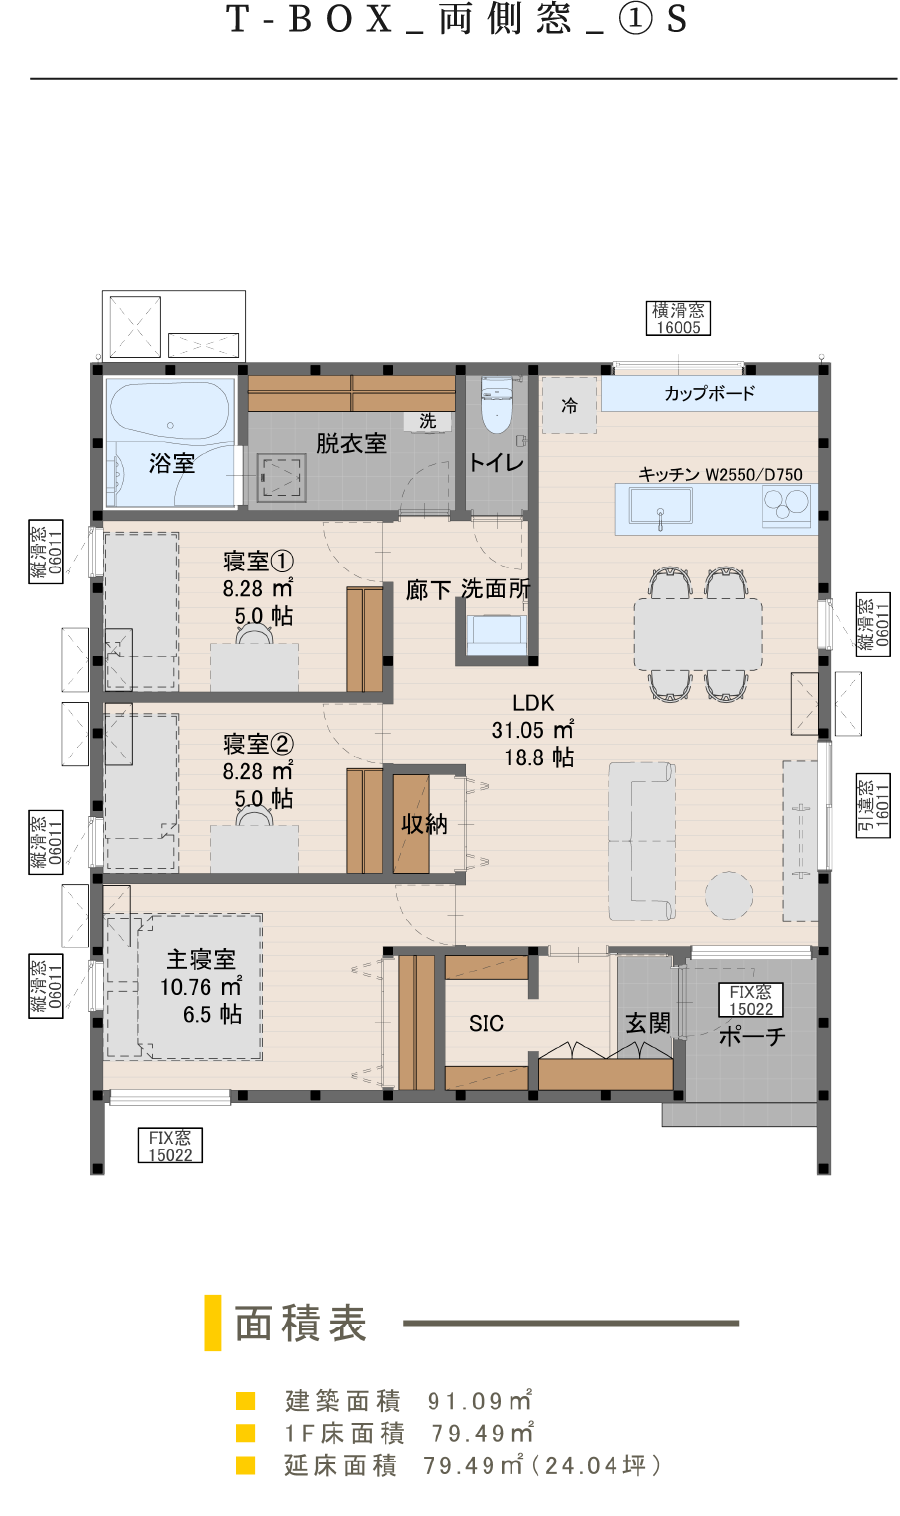 T-BOX_両側窓_①S
横滑窓
16005
カップボード
冷
洗
脱衣室
浴室
トイレ
キッチン W2550/D750
縦滑窓
06011
寝室①
8.28 ㎡
5.0 帖
廊下
洗面所
縦滑窓
06011
LDK
31.05 ㎡
18.8 帖
寝室②
8.28 ㎡
5.0 帖
引違窓
16011
縦滑窓
06011
収納
主寝室
10.76 ㎡
6.5 帖
縦滑窓
06011
SIC
玄関
FIX窓
15022
ポーチ
FIX窓
15022
面積表
建築面積 91.09㎡
1F床面積 79.49㎡
延床面積 79.49㎡(24.04坪)